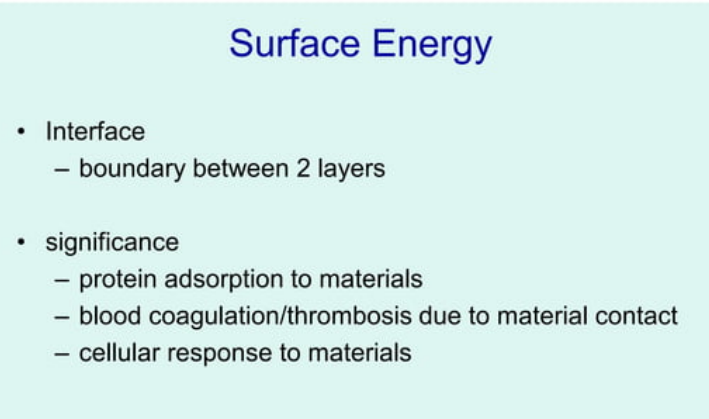 Surface Energy
• Interface
– boundary between 2 layers
• significance
– protein adsorption to materials
– blood coagulation/thrombosis due to material contact
– cellular response to materials